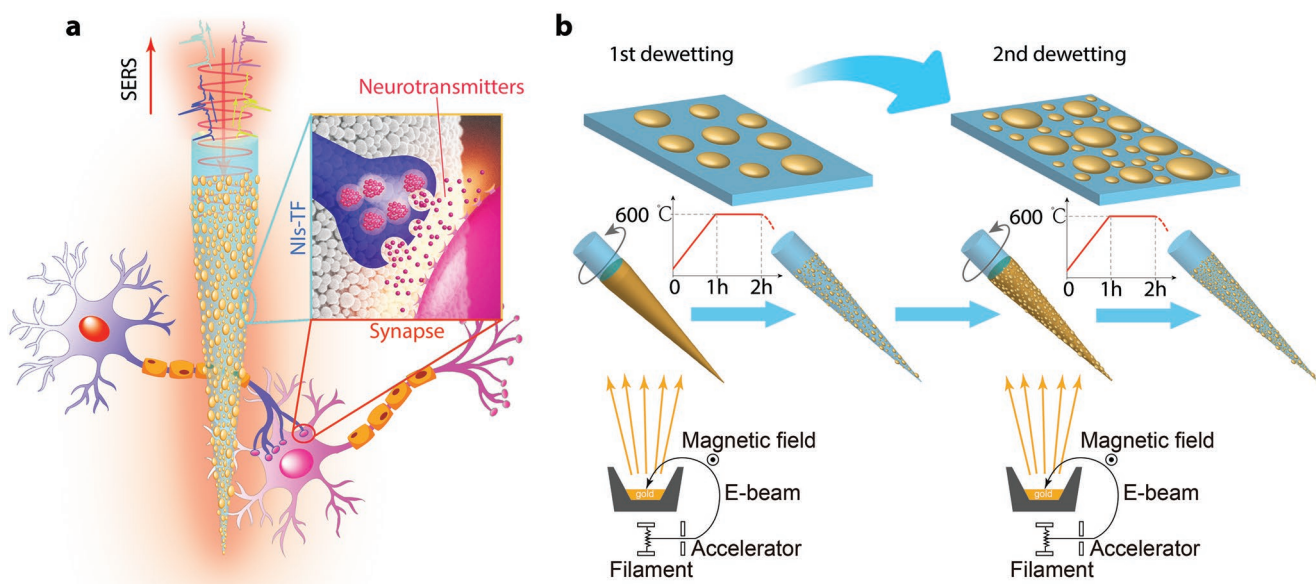 a
SERS
Neurotransmitters
NIs-TF
Synapse
b
1st dewetting
2nd dewetting
600 °C
0 1h 2h
600 °C
0 1h 2h
Magnetic field
gold
E-beam
Accelerator
Filament
Magnetic field
gold
E-beam
Accelerator
Filament